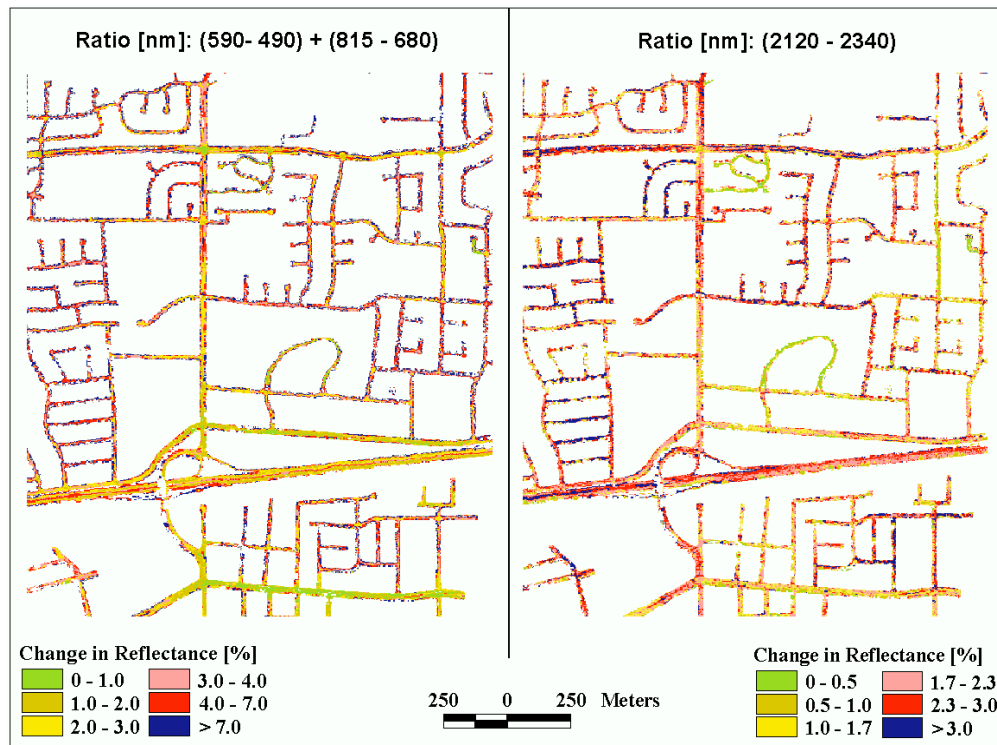 Ratio [nm]: (590- 490) + (815 - 680)
Ratio [nm]: (2120 - 2340)
Change in Reflectance [%]
0 - 1.0
3.0 - 4.0
1.0 - 2.0
4.0 - 7.0
2.0 - 3.0
> 7.0
250 0 250 Meters
Change in Reflectance [%]
0 - 0.5
1.7 - 2.3
0.5 - 1.0
2.3 - 3.0
1.0 - 1.7
>3.0